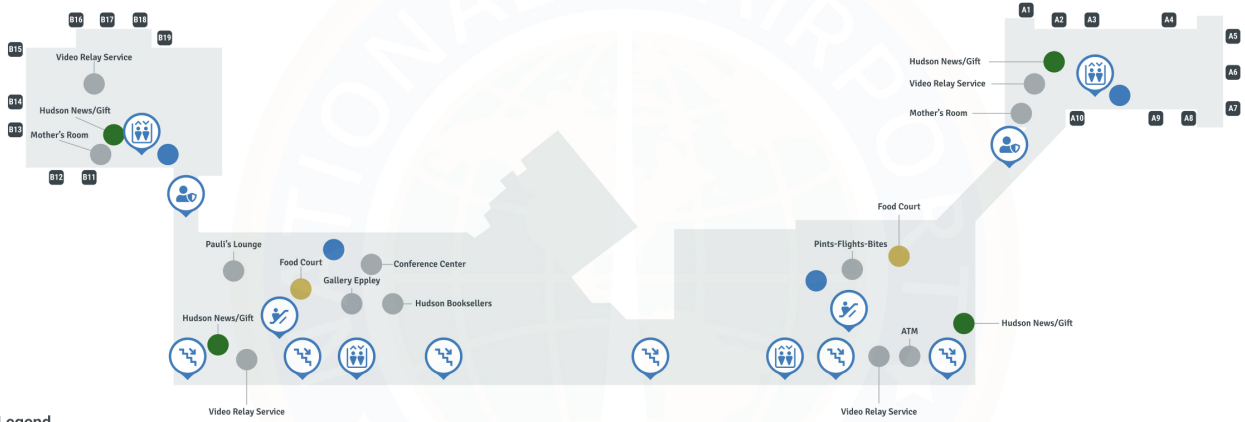 B16
B17
B18
B19
B15
Video Relay Service
B14
Hudson News/Gift
B13
Mother's Room
B12
B11
A1
A2
A3
A4
A5
Hudson News/Gift
Video Relay Service
A6
Mother's Room
A7
A10
A9
A8
Pauli's Lounge
Food Court
Conference Center
Gallery Eppley
Hudson Booksellers
Hudson News/Gift
Video Relay Service
Food Court
Pints-Flights-Bites
Hudson News/Gift
ATM
Video Relay Service
Legend